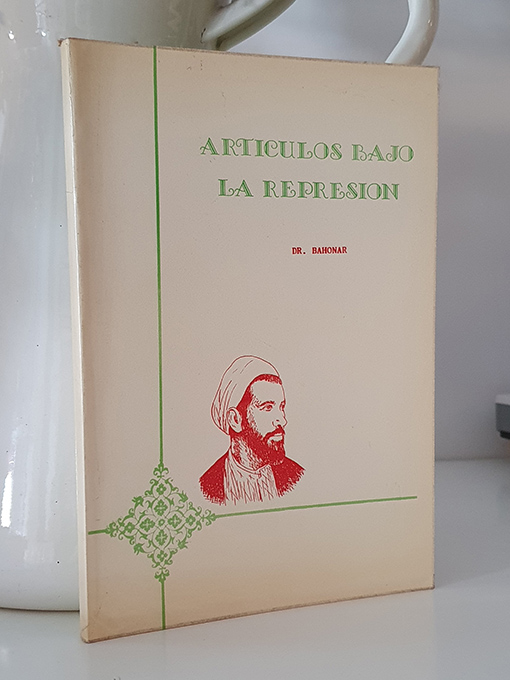 ARTICULOS BAJO
LA REPRESION
DR. BAHONAR